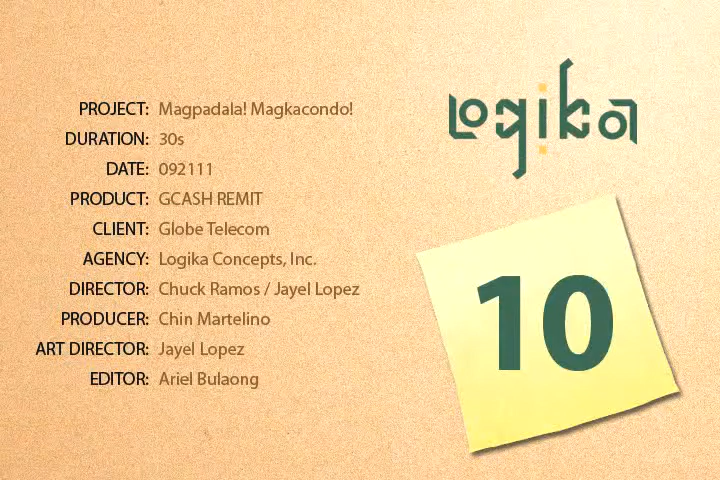 PROJECT: Magpadala! Magkacondo!
DURATION: 30s
DATE: 092111
PRODUCT: GCASH REMIT
CLIENT: Globe Telecom
AGENCY: Logika Concepts, Inc.
DIRECTOR: Chuck Ramos / Jayel Lopez
PRODUCER: Chin Martelino
ART DIRECTOR: Jayel Lopez
EDITOR: Ariel Bulaong
logika
10